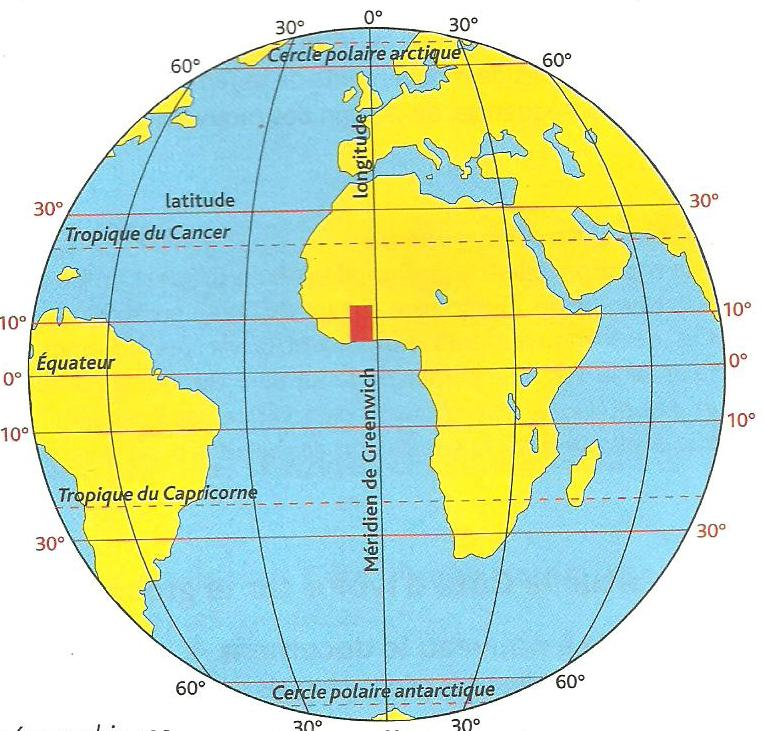 0°
30°
30°
60°
60°
Cercle polaire arctique
longitude
latitude
30°
30°
Tropique du Cancer
10°
10°
Équateur
0°
0°
10°
10°
Méridien de Greenwich
Tropique du Capricorne
30°
30°
60°
60°
Cercle polaire antarctique
30°
30°